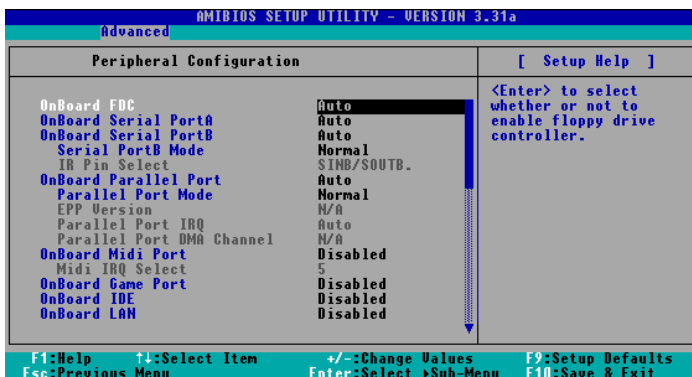 AMIBIOS SETUP UTILITY - VERSION 3.31a
Advanced
Peripheral Configuration
[ Setup Help ]
OnBoard FDC Auto
OnBoard Serial PortA Auto
OnBoard Serial PortB Auto
Serial PortB Mode Normal
IR Pin Select SINB/SOUTB.
OnBoard Parallel Port Auto
Parallel Port Mode Normal
EPP Version N/A
Parallel Port IRQ Auto
Parallel Port DMA Channel N/A
OnBoard Midi Port Disabled
Midi IRQ Select 5
OnBoard Game Port Disabled
OnBoard IDE Disabled
OnBoard LAN Disabled
<Enter> to select
whether or not to
enable floppy drive
controller.
F1:Help ↑↓:Select Item +/-:Change Values F9:Setup Defaults
Esc:Previous Menu Enter:Select ▸Sub-Menu F10:Save & Exit